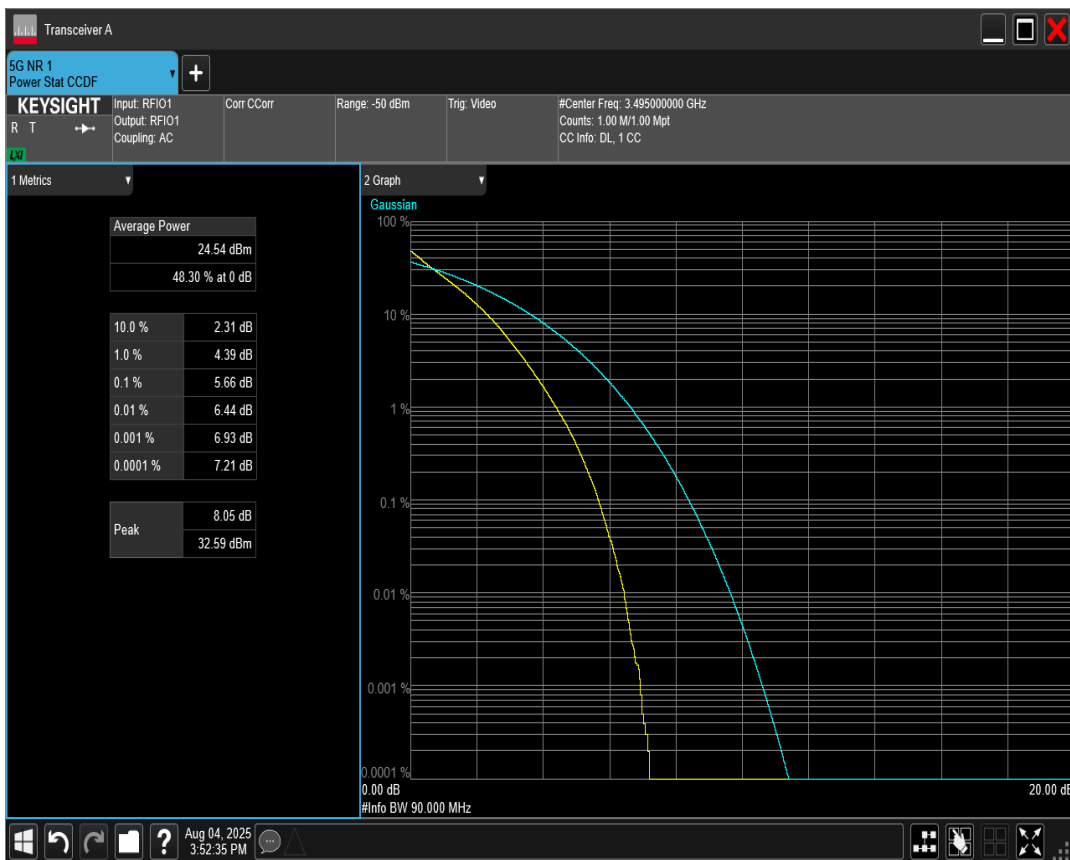 Transceiver A
5G NR 1
Power Stat CCDF
+
KEYSIGHT
R T
LXI
Input: RFIO1
Output: RFIO1
Coupling: AC
Corr CCorr
Range: -50 dBm
Trig: Video
#Center Freq: 3.495000000 GHz
Counts: 1.00 M/1.00 Mpt
CC Info: DL, 1 CC
1 Metrics
Average Power
24.54 dBm
48.30 % at 0 dB
10.0 % 2.31 dB
1.0 % 4.39 dB
0.1 % 5.66 dB
0.01 % 6.44 dB
0.001 % 6.93 dB
0.0001 % 7.21 dB
Peak
8.05 dB
32.59 dBm
2 Graph
Gaussian
100 %
10 %
1 %
0.1 %
0.01 %
0.001 %
0.0001 %
0.00 dB
20.00 dB
#Info BW 90.000 MHz
?
Aug 04, 2025
3:52:35 PM